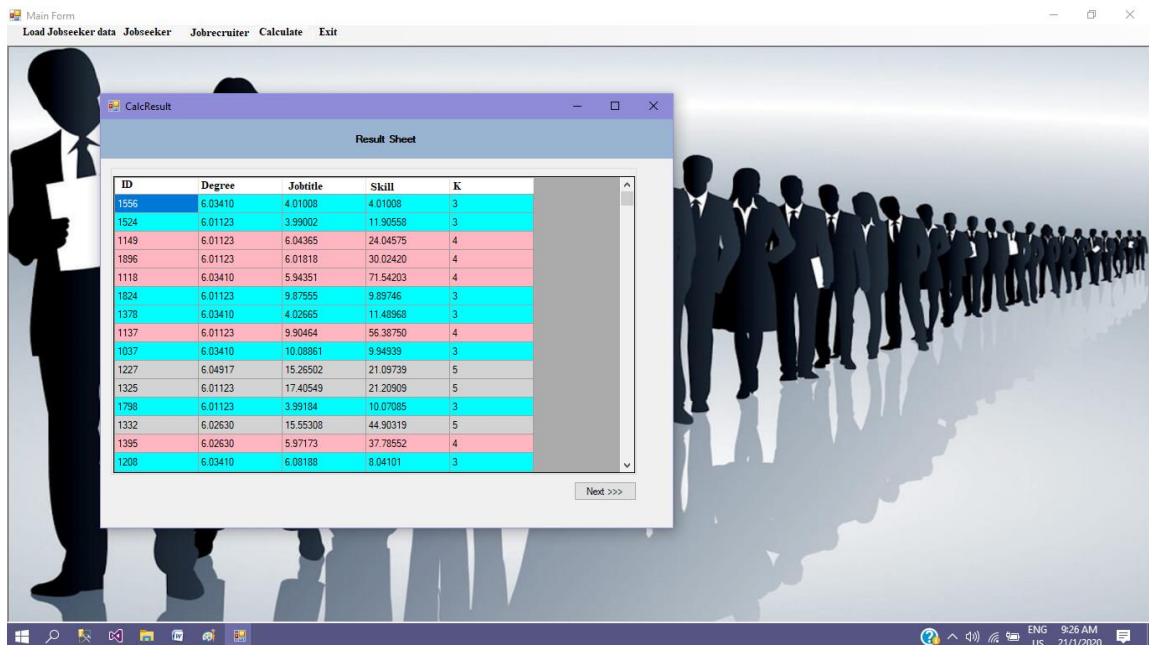 Main Form
Load Jobseeker data Jobseeker Jobrecruiter Calculate Exit
CalcResult
Result Sheet
ID Degree Jobtitle Skill K
1556 6.03410 4.01008 4.01008 3
1524 6.01123 3.99002 11.90558 3
1149 6.01123 6.04365 24.04575 4
1896 6.01123 6.01818 30.02420 4
1118 6.03410 5.94351 71.54203 4
1824 6.01123 9.87555 9.89746 3
1378 6.03410 4.02665 11.48968 3
1137 6.01123 9.90464 56.38750 4
1037 6.03410 10.08861 9.94939 3
1227 6.04917 15.26502 21.09739 5
1325 6.01123 17.40549 21.20909 5
1798 6.01123 3.99184 10.07085 3
1332 6.02630 15.55308 44.90319 5
1395 6.02630 5.97173 37.78552 4
1208 6.03410 6.08188 8.04101 3
Next >>>
ENG 9:26 AM
US 21/1/2020